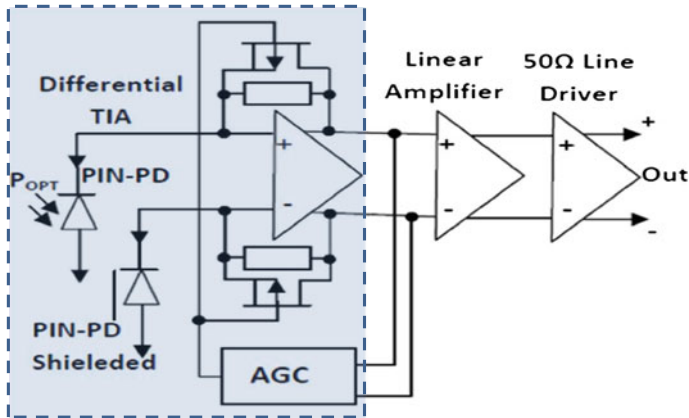 Differential
TIA
Linear
Amplifier
50Ω Line
Driver
P_OPT
PIN-PD
+
-
+
-
+
-
+
Out
-
PIN-PD
Shieleded
AGC